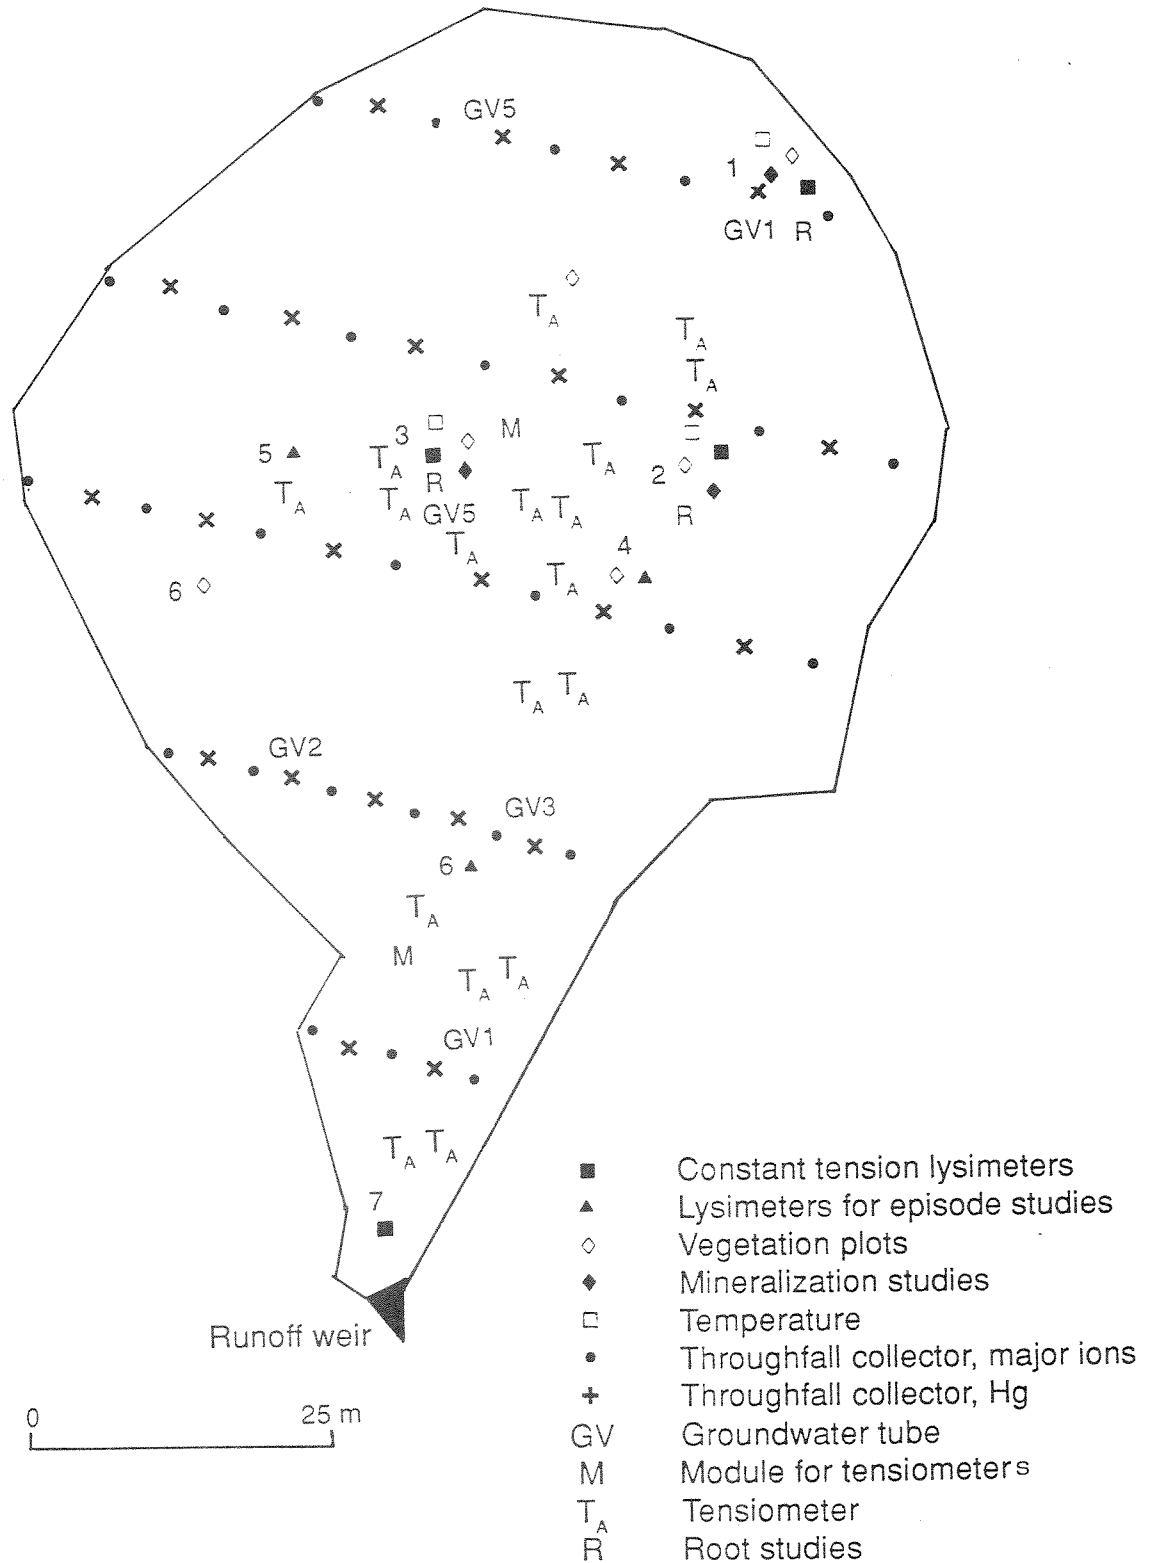 GV5
1
GV1 R
T_A
T_A
T_A
3
M
5
T_A
T_A
2
R
T_A
T_A
GV5
T_A
T_A
R
T_A
4
T_A
6
T_A
T_A
GV2
GV3
6
T_A
M
T_A
T_A
GV1
T_A
T_A
7
Runoff weir
0
25 m
Constant tension lysimeters
Lysimeters for episode studies
Vegetation plots
Mineralization studies
Temperature
Throughfall collector, major ions
Throughfall collector, Hg
GV Groundwater tube
M Module for tensiometers
T_A Tensiometer
R Root studies